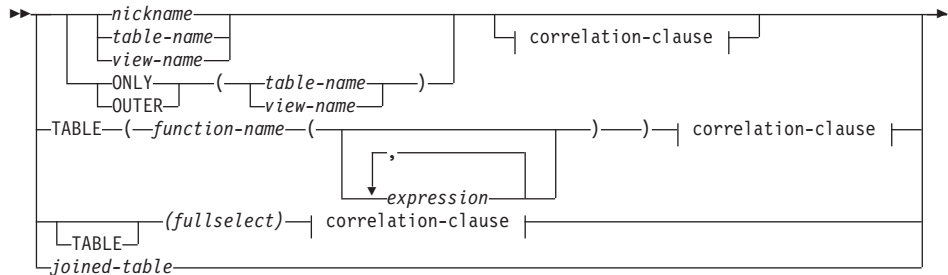 nickname
table-name correlation-clause
view-name
ONLY ( table-name )
OUTER view-name
TABLE ( function-name ( ) ) correlation-clause
,
expression
(fullselect) correlation-clause
TABLE
joined-table